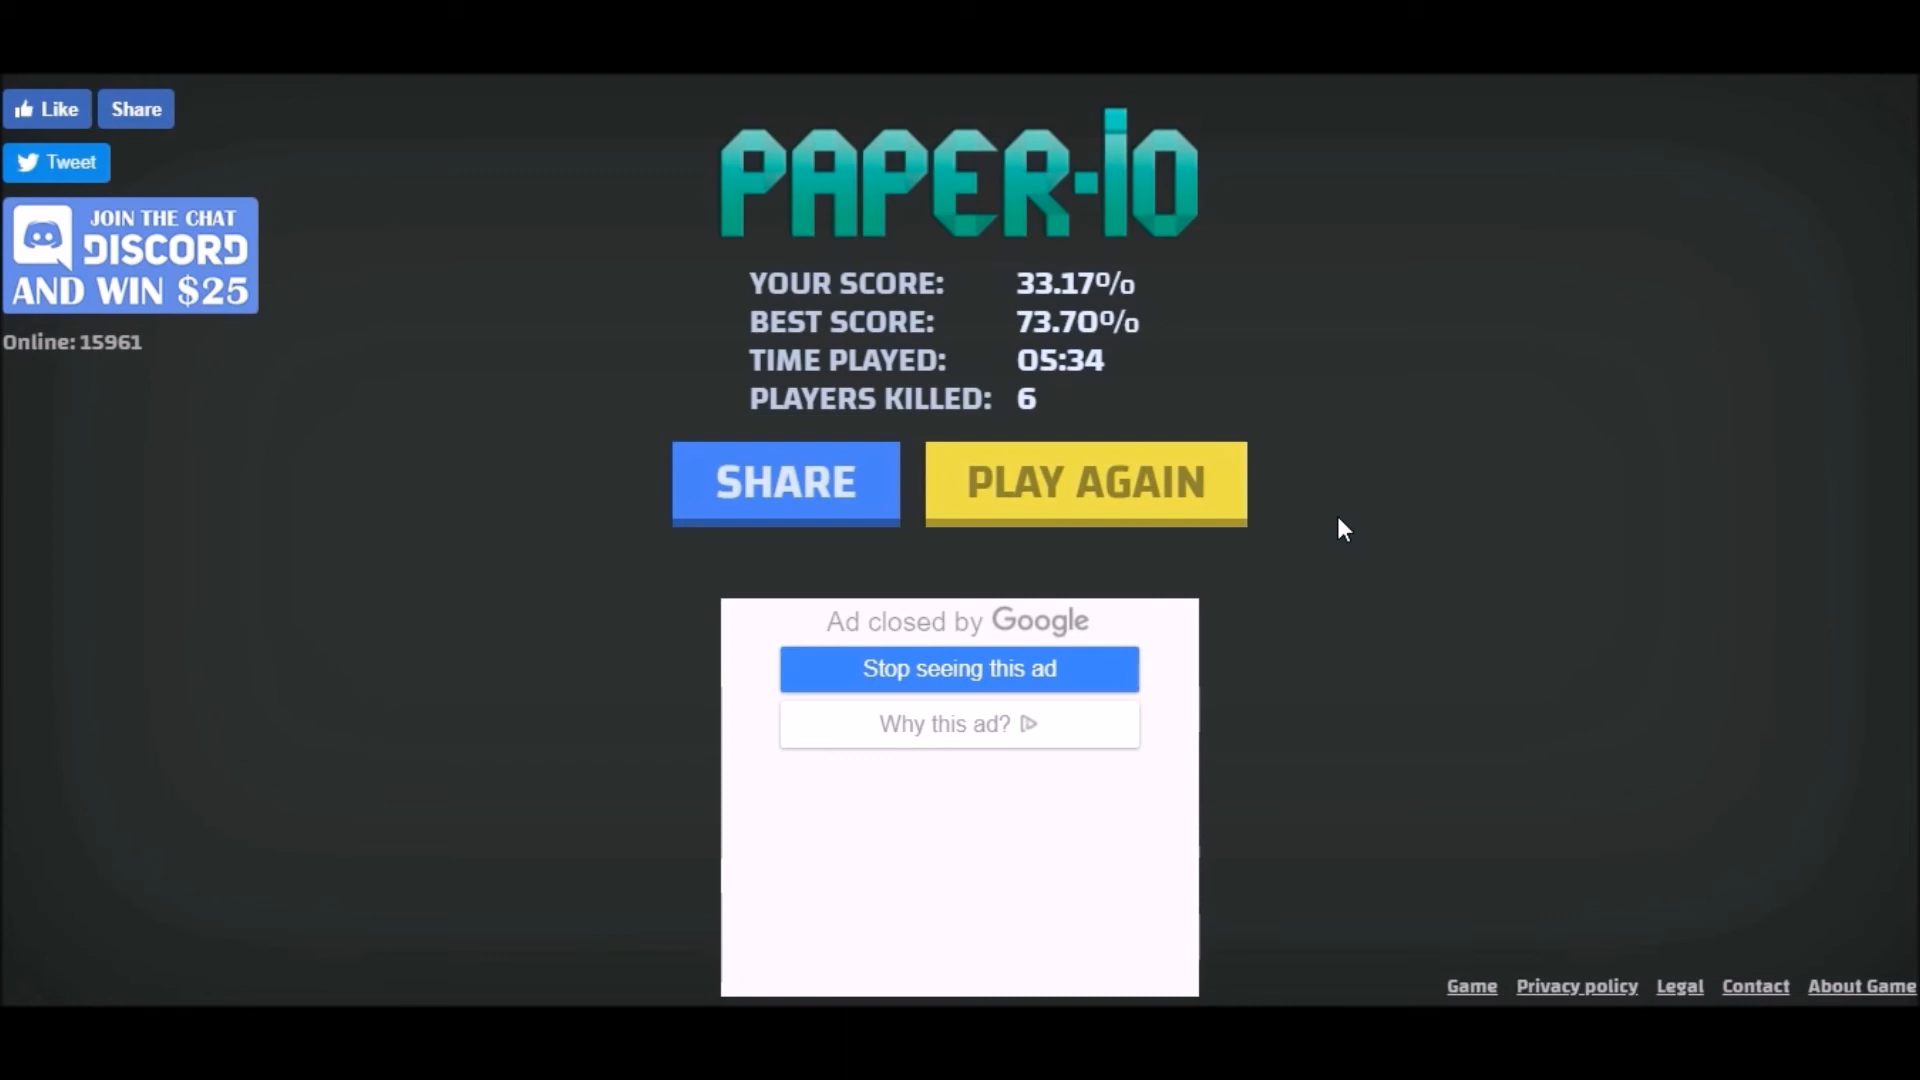 Like Share
Tweet
JOIN THE CHAT
DISCORD
AND WIN $25
Online: 15961
PAPER-IO
YOUR SCORE: 33.17%
BEST SCORE: 73.70%
TIME PLAYED: 05:34
PLAYERS KILLED: 6
SHARE PLAY AGAIN
Ad closed by Google
Stop seeing this ad
Why this ad?
Game Privacy policy Legal Contact About Game